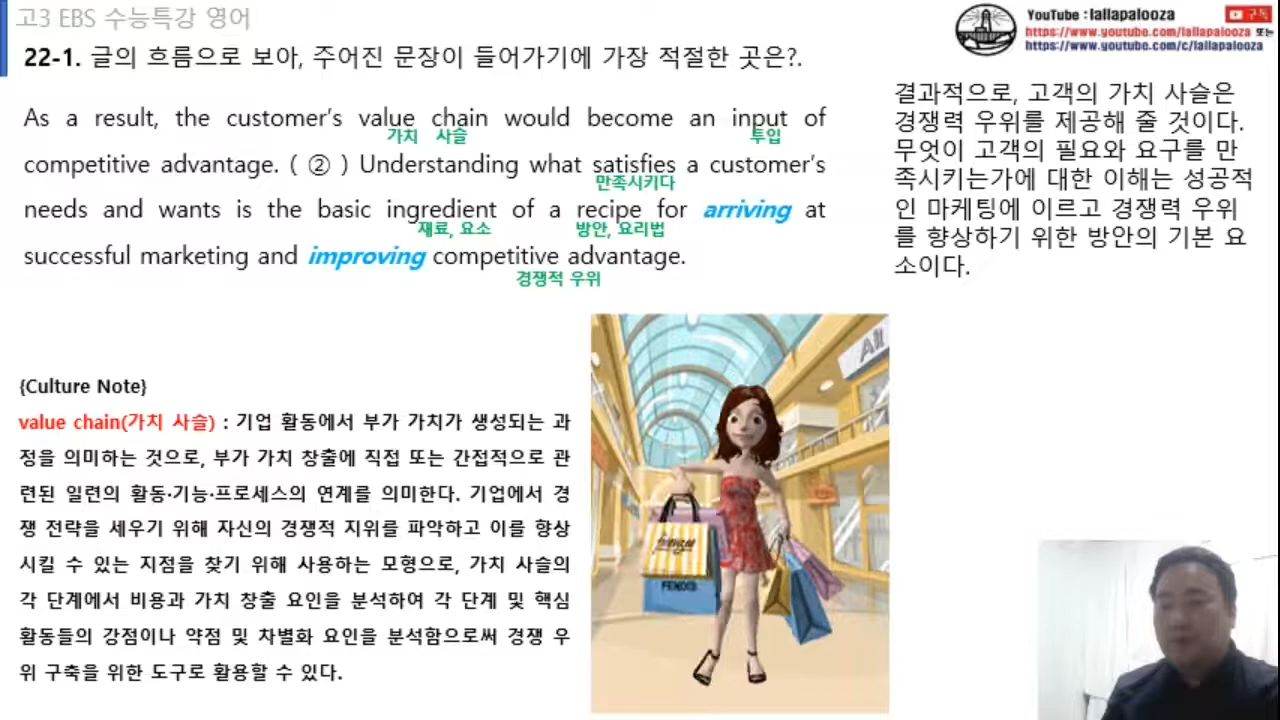 고3 EBS 수능특강 영어
22-1. 글의 흐름으로 보아, 주어진 문장이 들어가기에 가장 적절한 곳은?.
YouTube : lallapalooza
구독
https://www.youtube.com/lallapalooza 또는
https://www.youtube.com/c/lallapalooza
As a result, the customer's value chain would become an input of
가치 사슬 투입
competitive advantage. ( ② ) Understanding what satisfies a customer's
만족시키다
needs and wants is the basic ingredient of a recipe for arriving at
재료, 요소 방안, 요리법
successful marketing and improving competitive advantage.
경쟁적 우위
결과적으로, 고객의 가치 사슬은
경쟁력 우위를 제공해 줄 것이다.
무엇이 고객의 필요와 요구를 만
족시키는가에 대한 이해는 성공적
인 마케팅에 이르고 경쟁력 우위
를 향상하기 위한 방안의 기본 요
소이다.
{Culture Note}
value chain(가치 사슬) : 기업 활동에서 부가 가치가 생성되는 과
정을 의미하는 것으로, 부가 가치 창출에 직접 또는 간접적으로 관
련된 일련의 활동·기능·프로세스의 연계를 의미한다. 기업에서 경
쟁 전략을 세우기 위해 자신의 경쟁적 지위를 파악하고 이를 향상
시킬 수 있는 지점을 찾기 위해 사용하는 모형으로, 가치 사슬의
각 단계에서 비용과 가치 창출 요인을 분석하여 각 단계 및 핵심
활동들의 강점이나 약점 및 차별화 요인을 분석함으로써 경쟁 우
위 구축을 위한 도구로 활용할 수 있다.